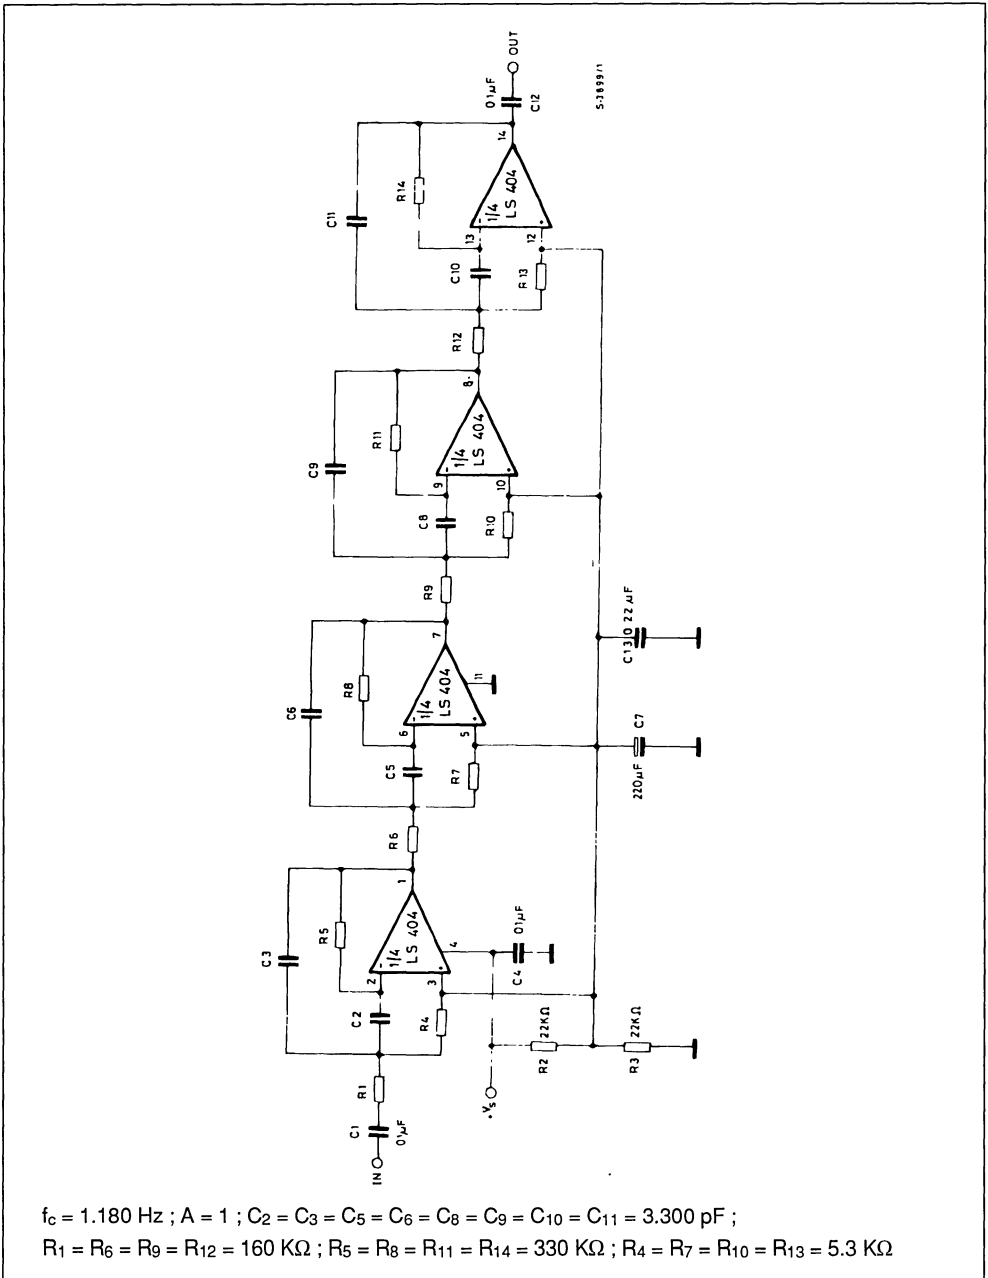 OUT
0.1µF
C12
S-3899/1
14
1/4
LS 404
R14
C11
13
12
C10
R13
R12
8
1/4
LS 404
R11
C9
9
10
C8
R10
R9
7
1/4
LS 404
11
R8
C6
6
5
C5
R7
C13 0.22 µF
220µF
C7
R6
1
1/4
LS 404
4
R5
C3
2
3
C2
R4
C4
0.1µF
R1
C1
0.1µF
IN
+Vs
R2
22KΩ
R3
22KΩ
fc = 1.180 Hz ; A = 1 ; C2 = C3 = C5 = C6 = C8 = C9 = C10 = C11 = 3.300 pF ;
R1 = R6 = R9 = R12 = 160 KΩ ; R5 = R8 = R11 = R14 = 330 KΩ ; R4 = R7 = R10 = R13 = 5.3 KΩ